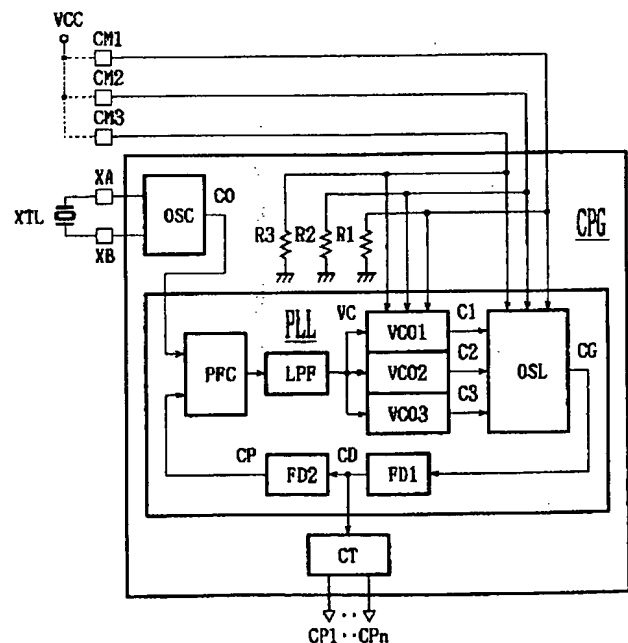 VCC
CM1
CM2
CM3
XA
CO
XTL
OSC
XB
R3 R2 R1
CPG
PLL
VC
VCO1
C1
PFC
LPF
VCO2
C2
OSL
CG
VCO3
C3
CP
FD2
CD
FD1
CT
CP1··CPn